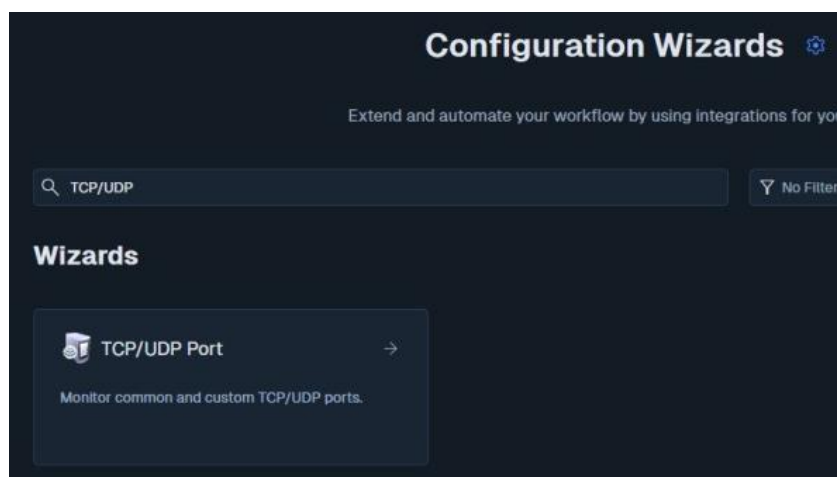 Configuration Wizards
Extend and automate your workflow by using integrations for
TCP/UDP
No Filter
Wizards
TCP/UDP Port
Monitor common and custom TCP/UDP ports.